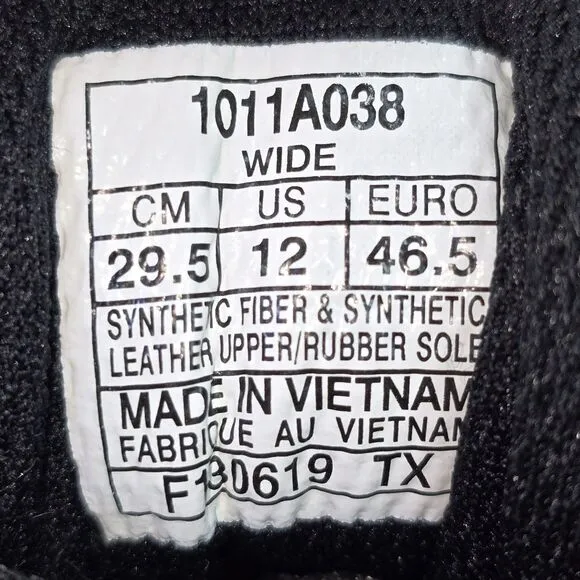 1011A038
WIDE
CM US EURO
29.5 12 46.5
SYNTHETIC FIBER & SYNTHETIC
LEATHER UPPER/RUBBER SOLE
MADE IN VIETNAM
FABRIQUE AU VIETNAM
F130619 TX